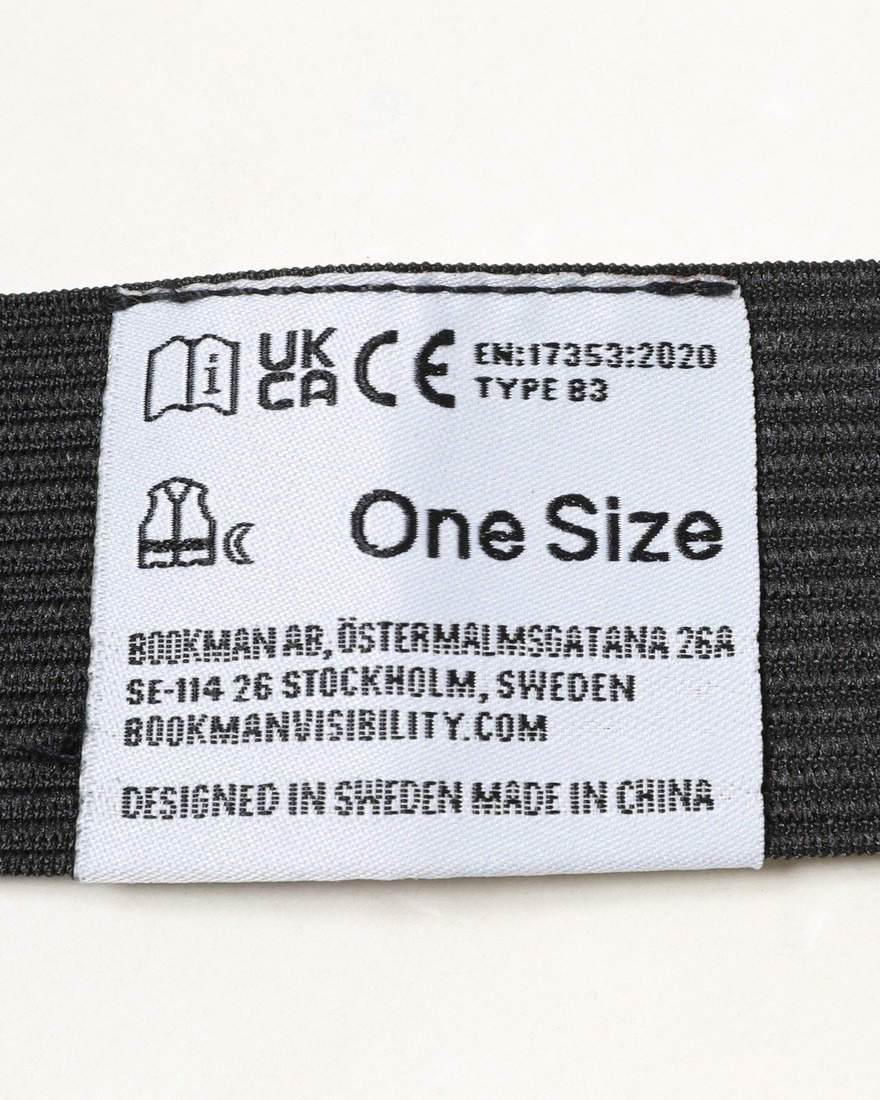 i UK CA CE EN:17353:2020
TYPE B3
One Size
BOOKMAN AB, ÖSTERMALMSGATANA 26A
SE-114 26 STOCKHOLM, SWEDEN
BOOKMANVISIBILITY.COM
DESIGNED IN SWEDEN MADE IN CHINA